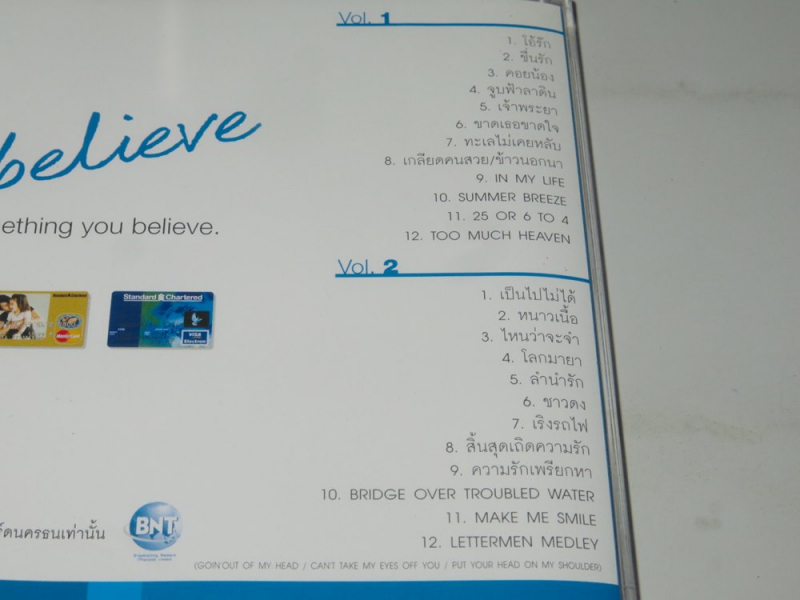 believe
ething you believe.
Standard Chartered
VISA
Electron
MasterCard
Vol. 1
1. โอ้รัก
2. ชื่นรัก
3. คอยน้อง
4. จูบฟ้าลาดิน
5. เจ้าพระยา
6. ขาดเธอขาดใจ
7. ทะเลไม่เคยหลับ
8. เกลียดคนสวย/ข้าวนอกนา
9. IN MY LIFE
10. SUMMER BREEZE
11. 25 OR 6 TO 4
12. TOO MUCH HEAVEN
Vol. 2
1. เป็นไปไม่ได้
2. หนาวเนื้อ
3. ไหนว่าจะจำ
4. โลกมายา
5. ลำนำรัก
6. ชาวดง
7. เริงรถไฟ
8. สิ้นสุดเถิดความรัก
9. ความรักเพรียกหา
10. BRIDGE OVER TROUBLED WATER
11. MAKE ME SMILE
12. LETTERMEN MEDLEY
(GOIN'OUT OF MY HEAD / CAN'T TAKE MY EYES OFF YOU / PUT YOUR HEAD ON MY SHOULDER)
ร์ดนครธนเท่านั้น
BNT